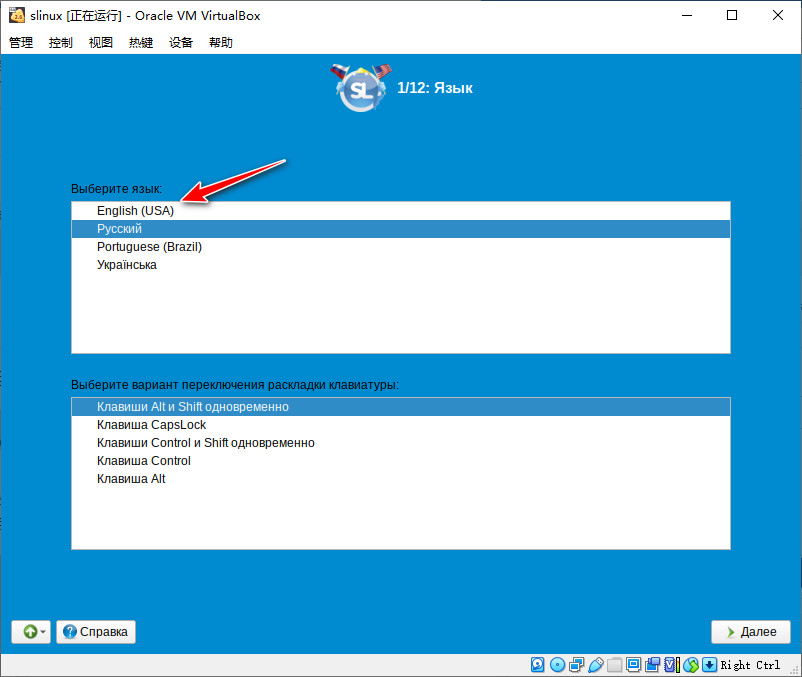 slinux [正在运行] - Oracle VM VirtualBox
管理 控制 视图 热键 设备 帮助
SL
1/12: Язык
Выберите язык:
English (USA)
Русский
Portuguese (Brazil)
Українська
Выберите вариант переключения раскладки клавиатуры:
Клавиши Alt и Shift одновременно
Клавиша CapsLock
Клавиши Control и Shift одновременно
Клавиша Control
Клавиша Alt
Справка
Далее
Right Ctrl